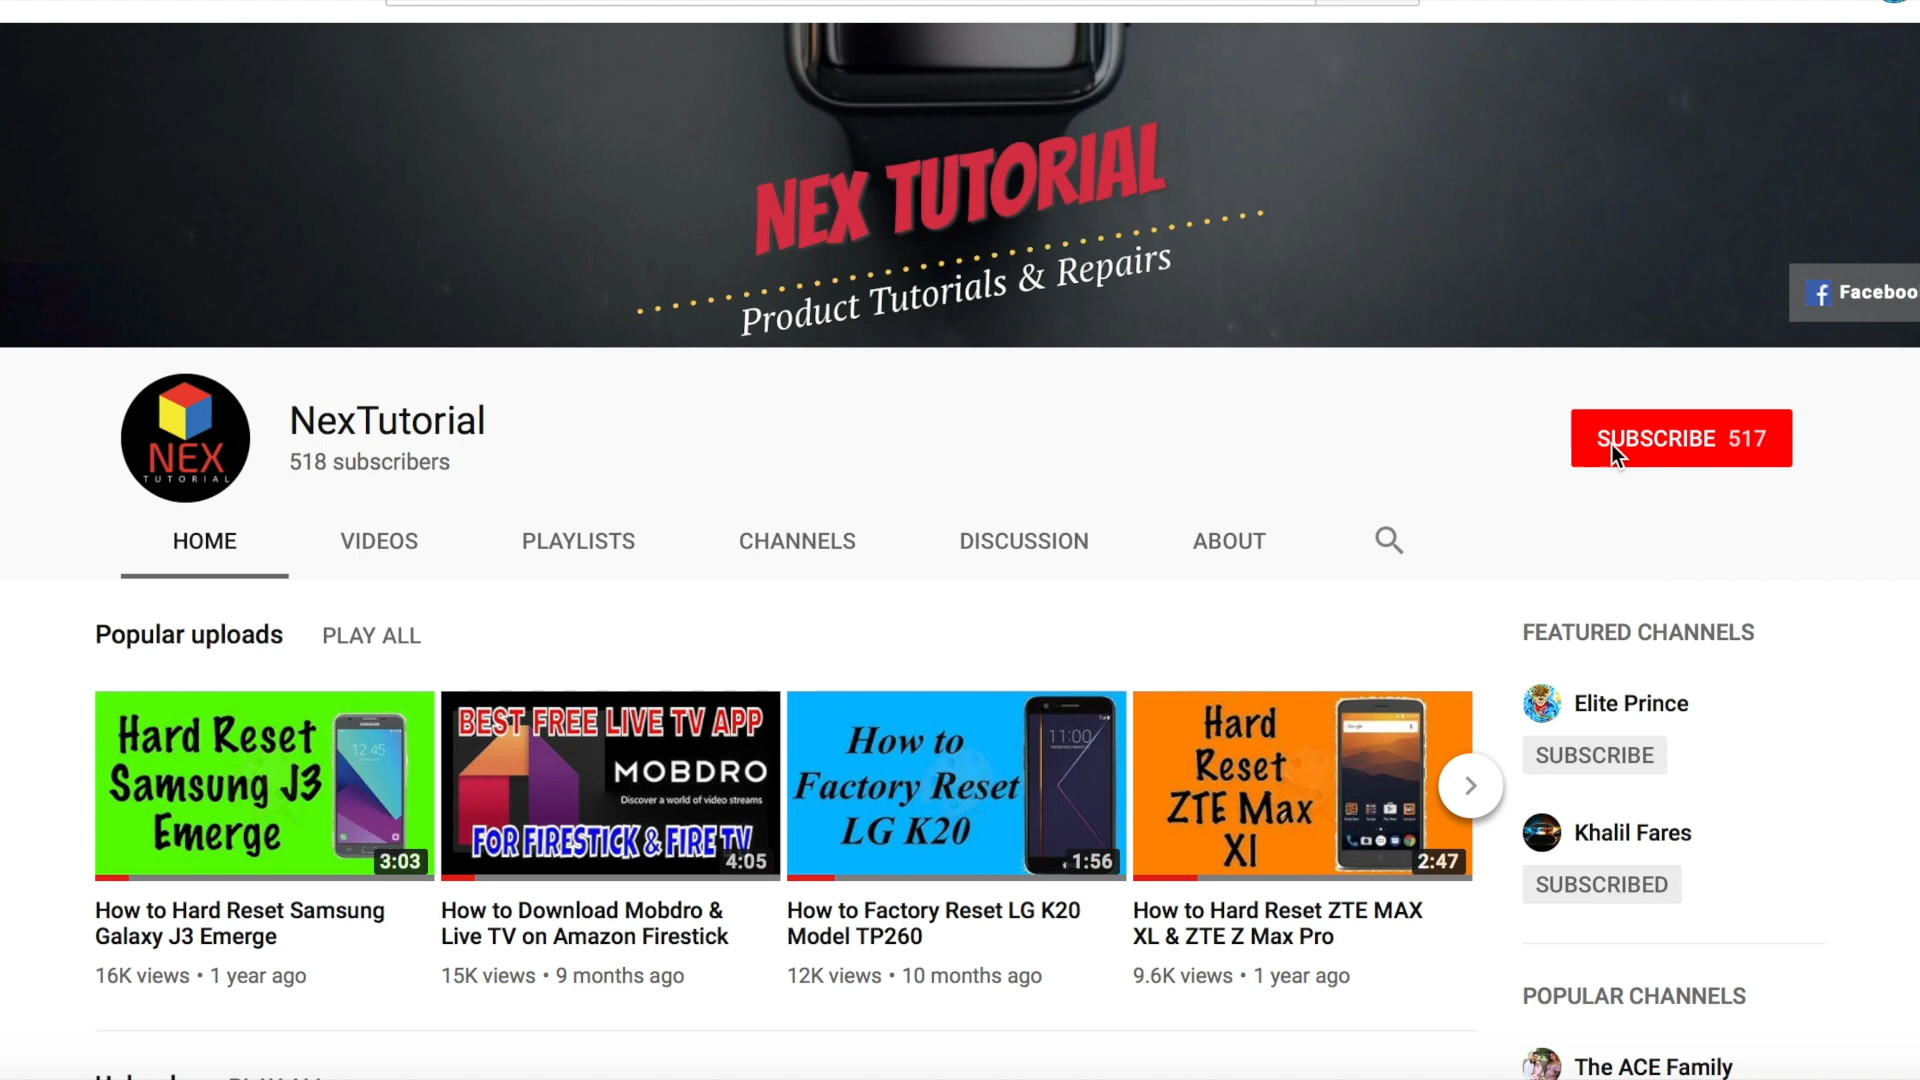 NEX TUTORIAL
Product Tutorials & Repairs
NEX
TUTORIAL
NexTutorial
518 subscribers
SUBSCRIBE 517
HOME VIDEOS PLAYLISTS CHANNELS DISCUSSION ABOUT
Popular uploads PLAY ALL
Hard Reset
Samsung J3
Emerge
3:03
BEST FREE LIVE TV APP
MOBDRO
Discover a world of video streams
FOR FIRESTICK & FIRE TV
4:05
How to
Factory Reset
LG K20
11:00
1:56
Hard
Reset
ZTE Max
Xl
2:47
How to Hard Reset Samsung
Galaxy J3 Emerge
16K views • 1 year ago
How to Download Mobdro &
Live TV on Amazon Firestick
15K views • 9 months ago
How to Factory Reset LG K20
Model TP260
12K views • 10 months ago
How to Hard Reset ZTE MAX
XL & ZTE Z Max Pro
9.6K views • 1 year ago
FEATURED CHANNELS
Elite Prince
SUBSCRIBE
Khalil Fares
SUBSCRIBED
POPULAR CHANNELS
The ACE Family